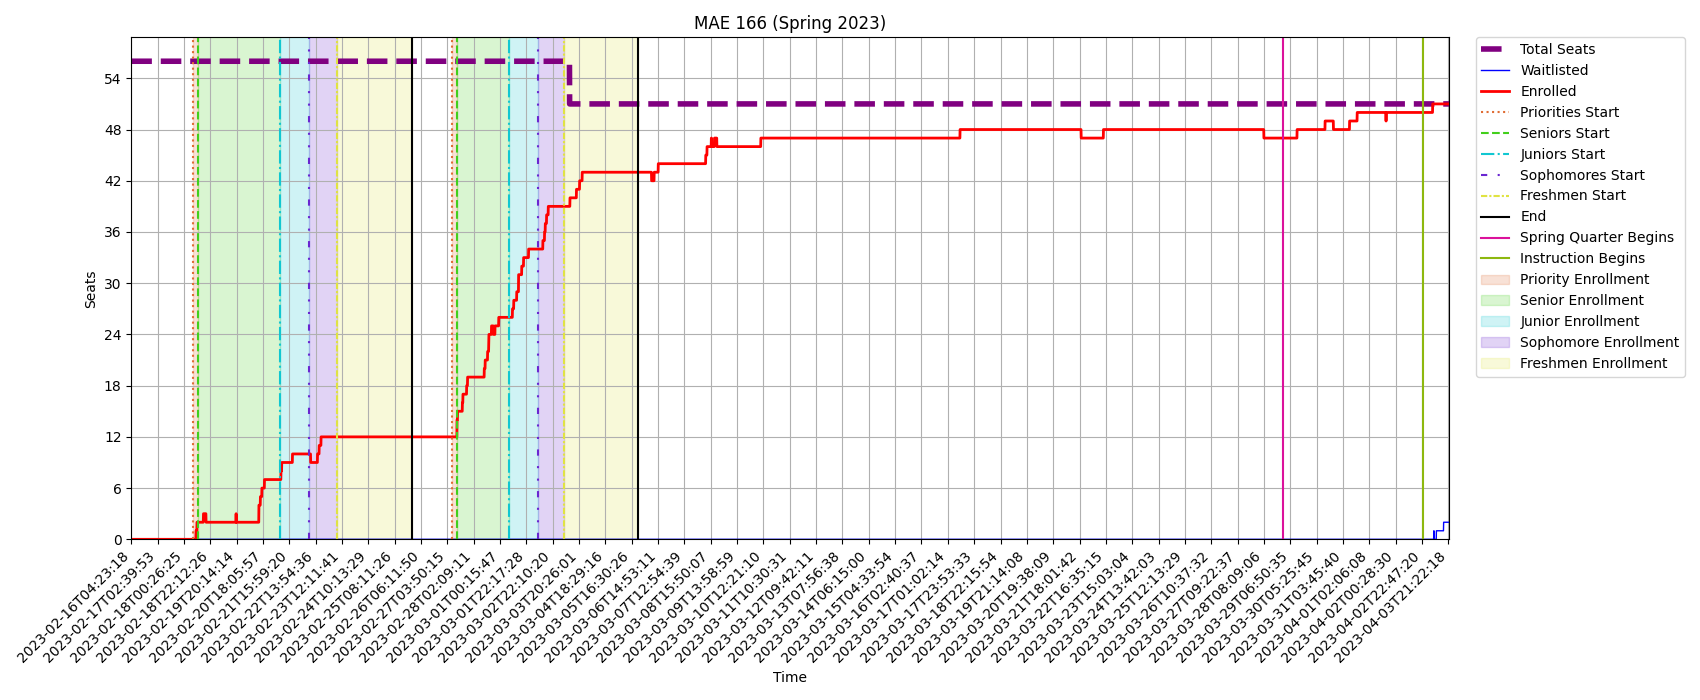 MAE 166 (Spring 2023)
Seats
54
48
42
36
30
24
18
12
6
0
2023-02-16T04:23:18
2023-02-17T02:39:53
2023-02-18T00:26:25
2023-02-18T22:12:26
2023-02-19T20:14:14
2023-02-20T18:05:57
2023-02-21T15:59:20
2023-02-22T13:54:36
2023-02-23T12:11:41
2023-02-24T10:13:29
2023-02-25T08:11:26
2023-02-26T06:11:50
2023-02-27T03:50:15
2023-02-28T02:09:11
2023-03-01T00:15:47
2023-03-01T22:17:28
2023-03-02T22:10:20
2023-03-03T20:26:01
2023-03-04T18:29:16
2023-03-05T16:30:26
2023-03-06T14:53:11
2023-03-07T12:54:39
2023-03-08T15:50:07
2023-03-09T13:58:59
2023-03-10T12:21:10
2023-03-11T10:30:31
2023-03-12T09:42:11
2023-03-13T07:56:38
2023-03-14T06:15:00
2023-03-15T04:33:54
2023-03-16T02:40:37
2023-03-17T01:02:14
2023-03-17T23:53:33
2023-03-18T22:15:54
2023-03-19T21:14:08
2023-03-20T19:38:09
2023-03-21T18:01:42
2023-03-22T16:35:15
2023-03-23T15:03:04
2023-03-24T13:42:03
2023-03-25T12:13:29
2023-03-26T10:37:32
2023-03-27T09:22:37
2023-03-28T08:09:06
2023-03-29T06:50:35
2023-03-30T05:25:45
2023-03-31T03:45:40
2023-04-01T02:06:08
2023-04-02T00:28:30
2023-04-02T22:47:20
2023-04-03T21:22:18
Time
Total Seats
Waitlisted
Enrolled
Priorities Start
Seniors Start
Juniors Start
Sophomores Start
Freshmen Start
End
Spring Quarter Begins
Instruction Begins
Priority Enrollment
Senior Enrollment
Junior Enrollment
Sophomore Enrollment
Freshmen Enrollment